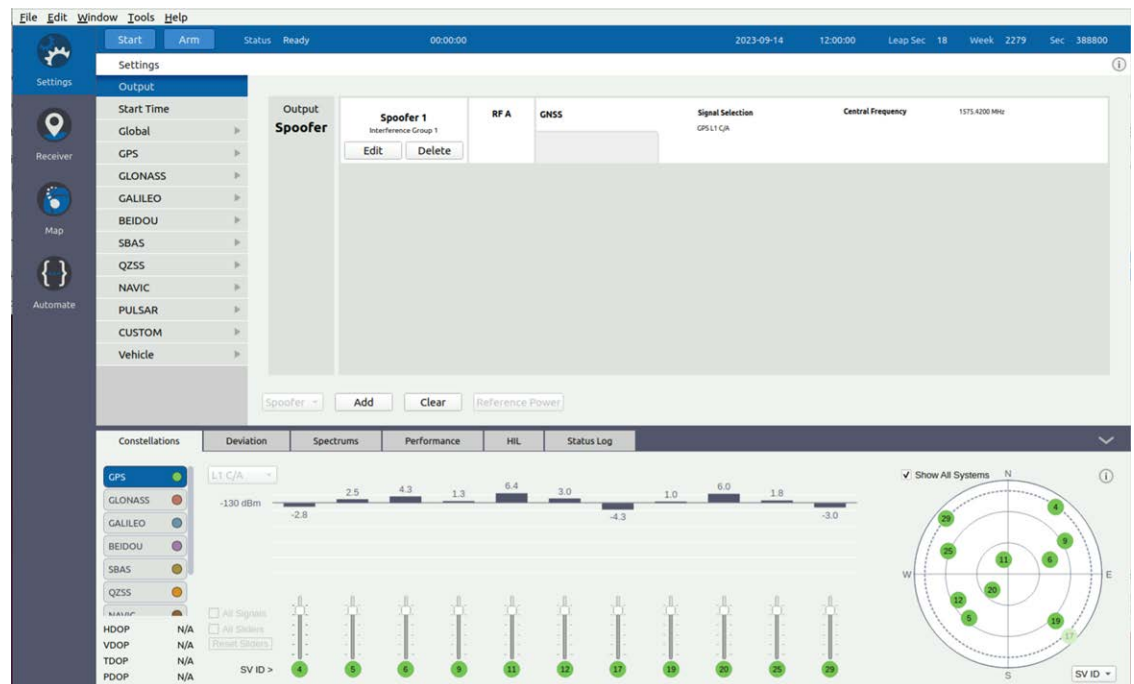 File Edit Window Tools Help
Start Arm Status Ready 00:00:00 2023-09-14 12:00:00 Leap Sec 18 Week 2279 Sec 388800
Settings
Receiver
Map
Automate
Settings
Output
Start Time
Global
GPS
GLONASS
GALILEO
BEIDOU
SBAS
QZSS
NAVIC
PULSAR
CUSTOM
Vehicle
Output
Spoofer
Spoofer 1
Interference Group 1
Edit Delete
RF A
GNSS
Signal Selection
GPS L1 C/A
Central Frequency 1575.4200 MHz
Spoofer Add Clear Reference Power
Constellations Deviation Spectrums Performance HIL Status Log
GPS
GLONASS
GALILEO
BEIDOU
SBAS
QZSS
NAVIC
HDOP N/A
VDOP N/A
TDOP N/A
PDOP N/A
L1 C/A
-130 dBm
-2.8 2.5 4.3 1.3 6.4 3.0 -4.3 1.0 6.0 1.8 -3.0
All Signals
All Sliders
Reset Sliders
SV ID > 4 5 6 9 11 12 17 19 20 25 29
Show All Systems
N
4
29
9
25
11
6
W
E
20
12
5
19
17
S
SV ID